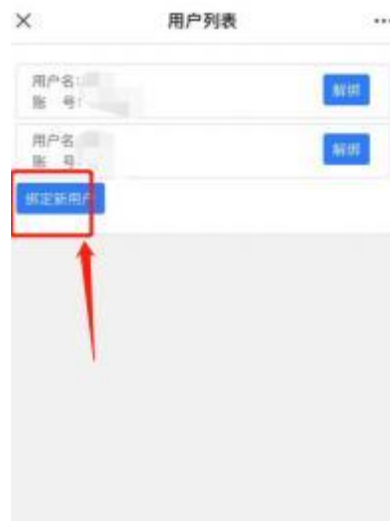 用户列表
用户名:
账 号:
解绑
用户名
账 号
解绑
绑定新用户